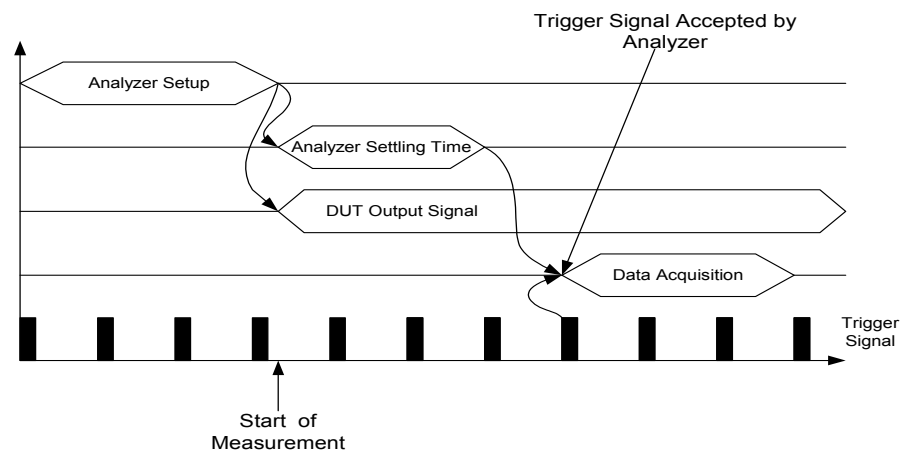 Trigger Signal Accepted by
Analyzer
Analyzer Setup
Analyzer Settling Time
DUT Output Signal
Data Acquisition
Trigger
Signal
Start of
Measurement